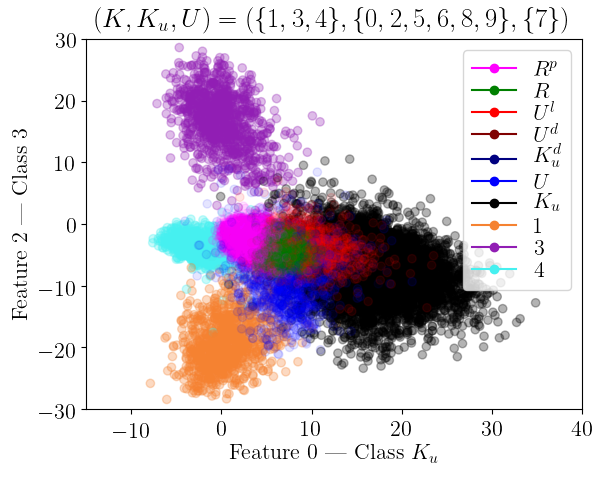 (K, K_u, U) = ({1, 3, 4}, {0, 2, 5, 6, 8, 9}, {7})
30
20
10
0
−10
−20
−30
Feature 2 — Class 3
R^p
R
U^l
U^d
K_u^d
U
K_u
1
3
4
−10
0
10
20
30
40
Feature 0 — Class K_u